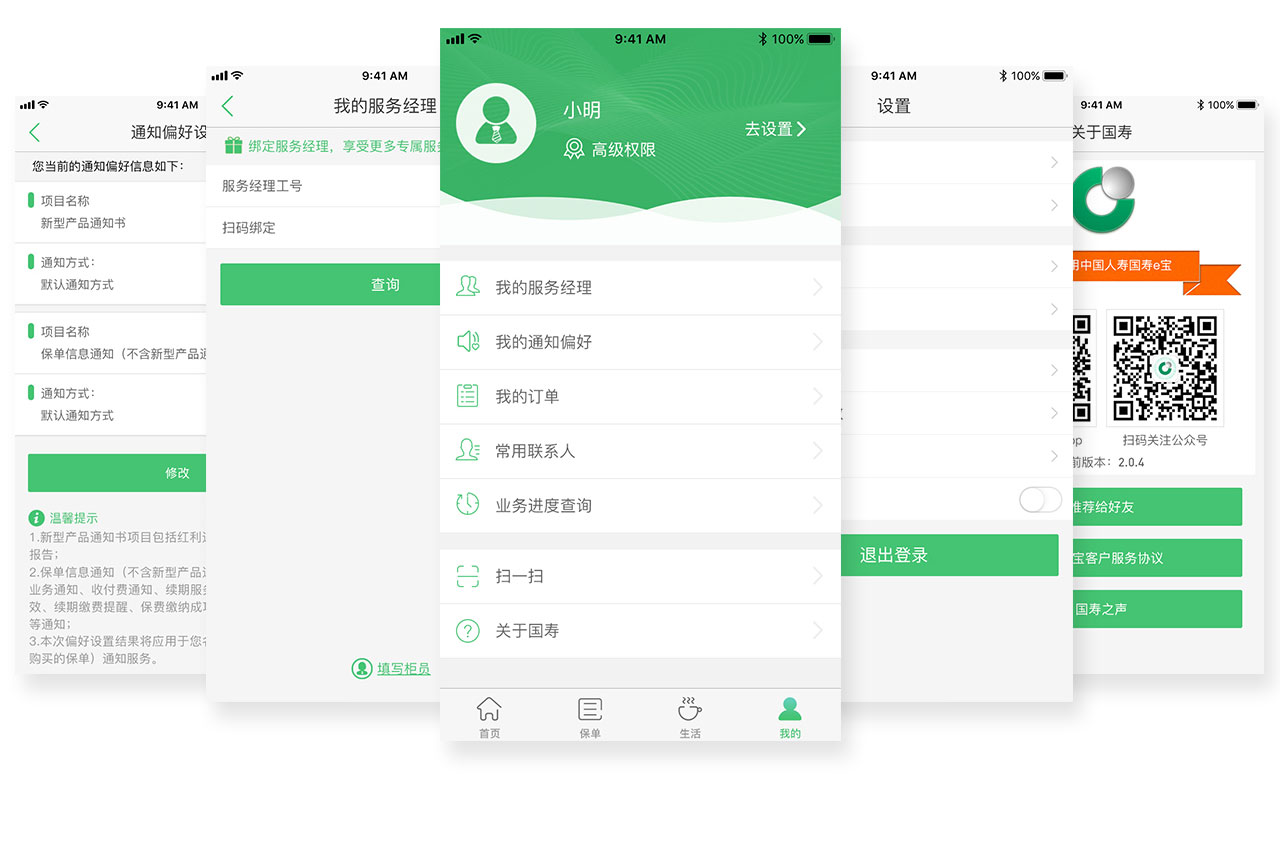 9:41 AM
通知偏好设
您当前的通知偏好信息如下：
项目名称
新型产品通知书
通知方式：
默认通知方式
项目名称
保单信息通知（不含新型产品通
通知方式：
默认通知方式
修改
温馨提示
1.新型产品通知书项目包括红利
报告；
2.保单信息通知（不含新型产品
业务通知、收付费通知、续期服
效、续期缴费提醒、保费缴纳成
等通知；
3.本次偏好设置结果将应用于您
购买的保单）通知服务。
9:41 AM
我的服务经理
绑定服务经理，享受更多专属服
服务经理工号
扫码绑定
查询
填写柜员
9:41 AM
100%
小明
高级权限
去设置
我的服务经理
我的通知偏好
我的订单
常用联系人
业务进度查询
扫一扫
关于国寿
首页
保单
生活
我的
9:41 AM
100%
设置
退出登录
9:41 AM
100%
关于国寿
用中国人寿国寿e宝
pp
扫码关注公众号
前版本：2.0.4
推荐给好友
宝客户服务协议
国寿之声